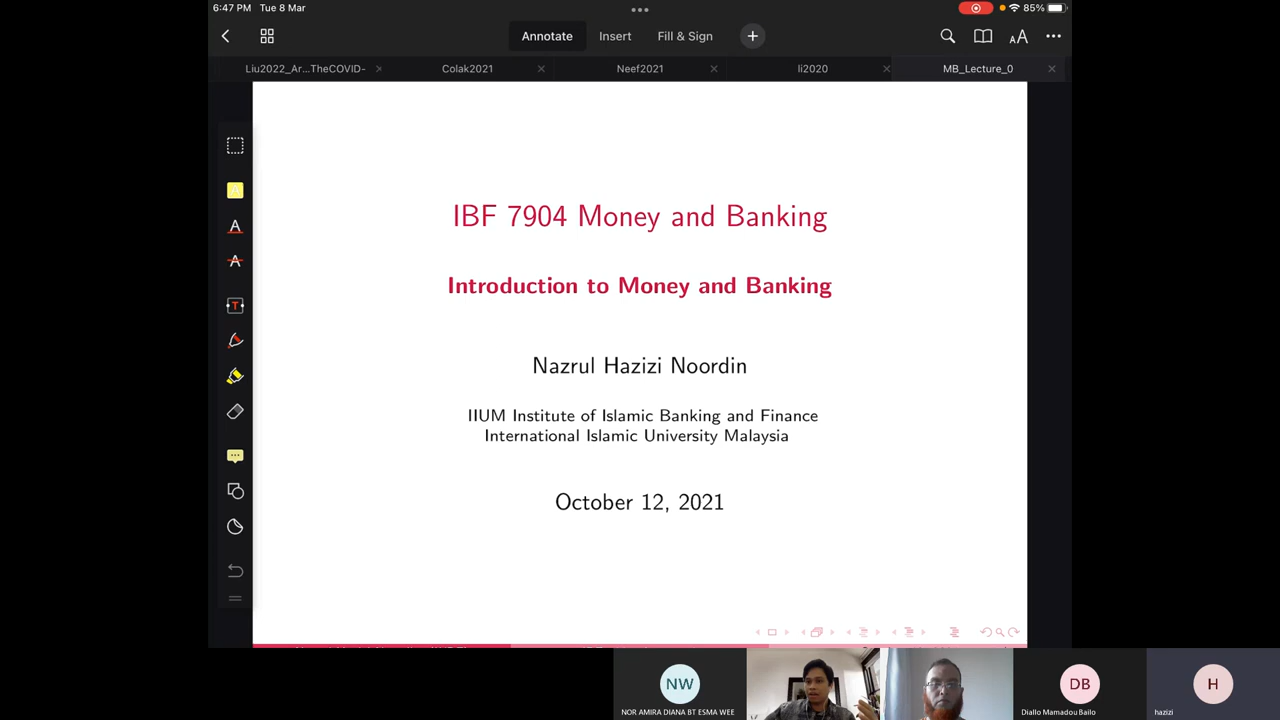 6:47 PM Tue 8 Mar
85%
Annotate
Insert
Fill & Sign
AA
Liu2022_Ar...TheCOVID-
Colak2021
Neef2021
li2020
MB_Lecture_0
IBF 7904 Money and Banking
Introduction to Money and Banking
Nazrul Hazizi Noordin
IIUM Institute of Islamic Banking and Finance
International Islamic University Malaysia
October 12, 2021
NW
NOR AMIRA DIANA BT ESMA WEE
DB
Diallo Mamadou Bailo
H
hazizi